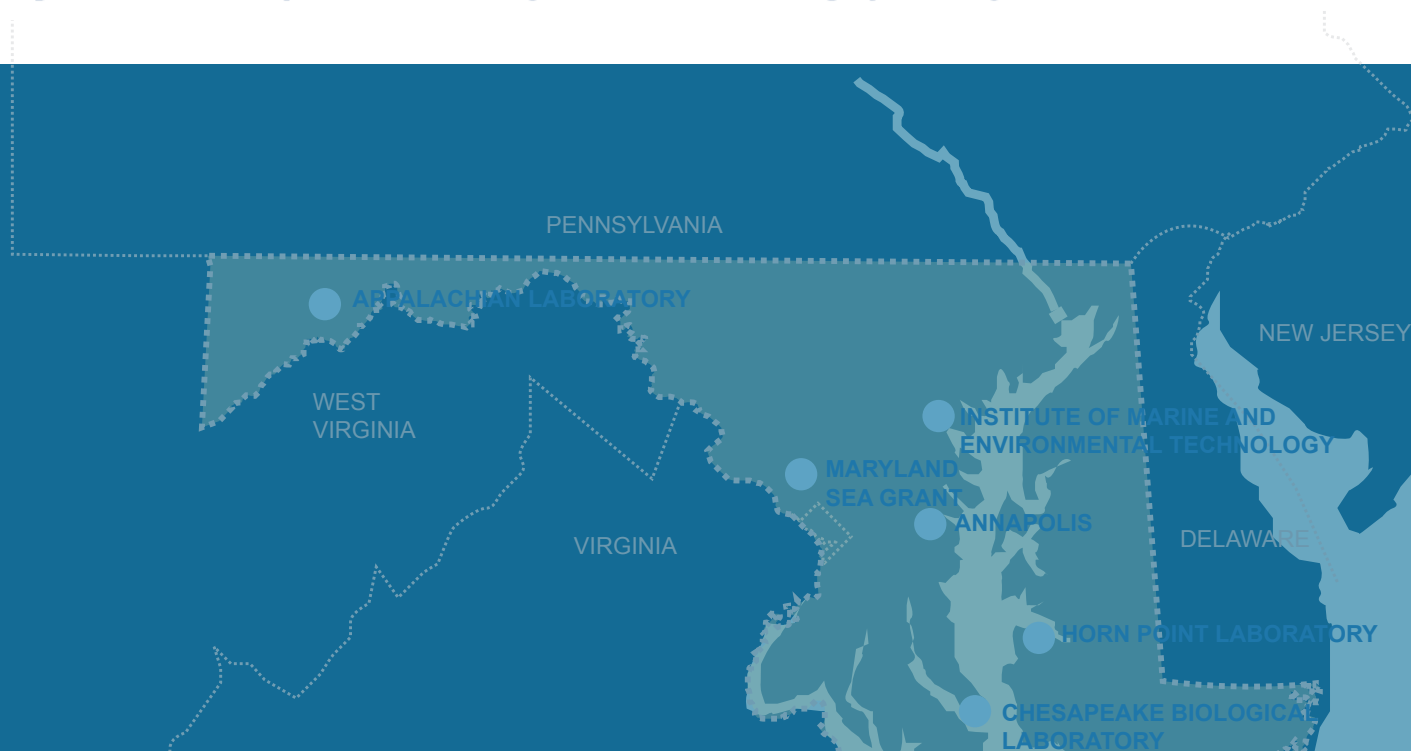 PENNSYLVANIA
APPALACHIAN LABORATORY
NEW JERSEY
WEST
VIRGINIA
INSTITUTE OF MARINE AND
ENVIRONMENTAL TECHNOLOGY
MARYLAND
SEA GRANT
ANNAPOLIS
VIRGINIA
DELAWARE
HORN POINT LABORATORY
CHESAPEAKE BIOLOGICAL
LABORATORY